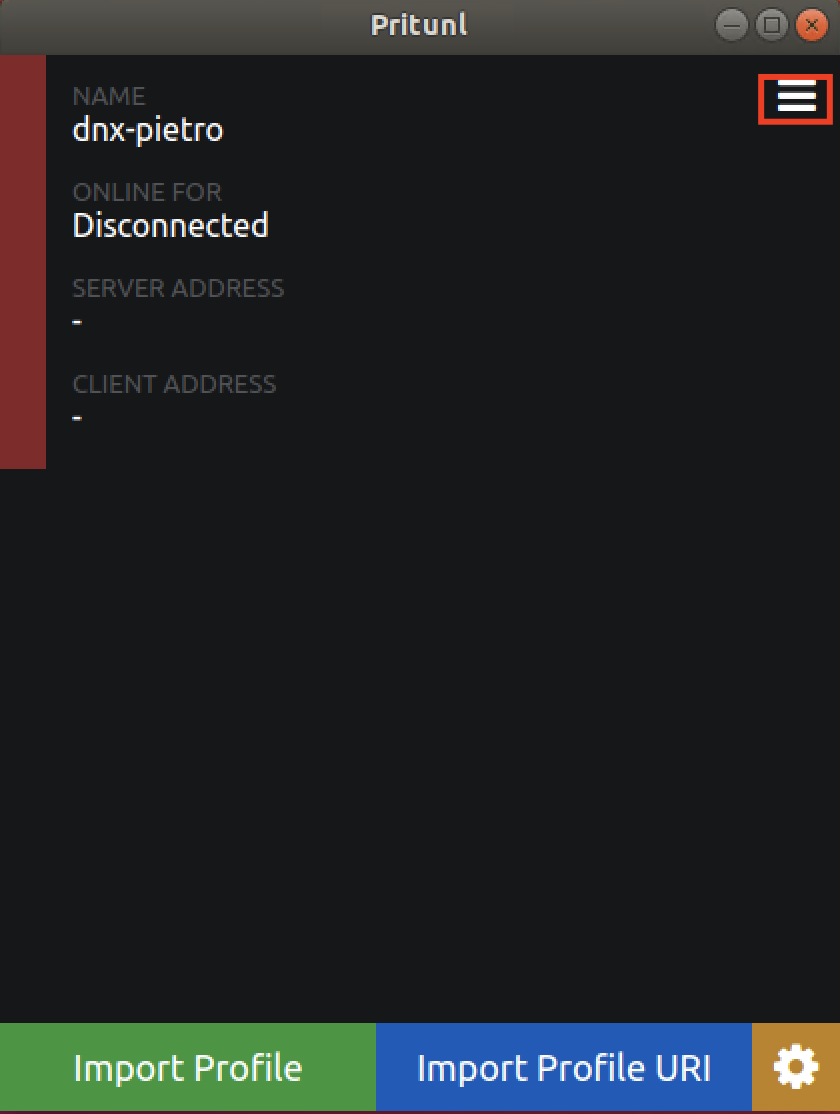 Pritunl
NAME
dnx-pietro
ONLINE FOR
Disconnected
SERVER ADDRESS
-
CLIENT ADDRESS
-
Import Profile
Import Profile URI